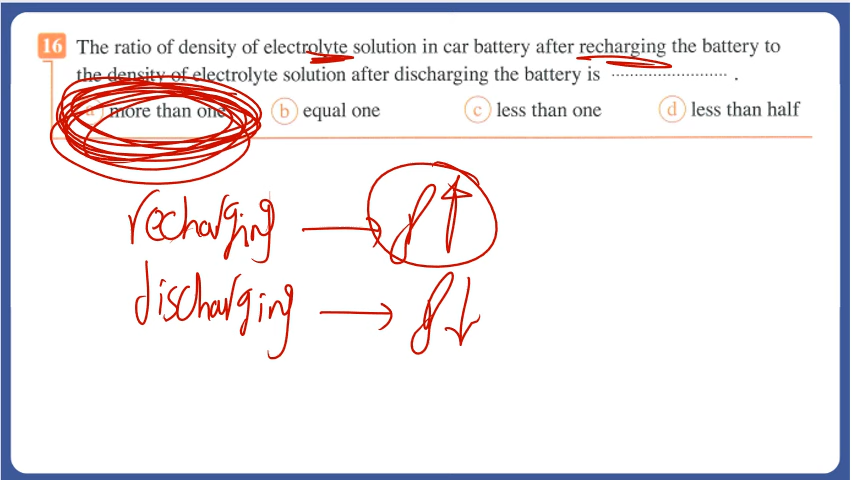 16 The ratio of density of electrolyte solution in car battery after recharging the battery to
the density of electrolyte solution after discharging the battery is .......................... .
a more than one b equal one c less than one d less than half
recharging → ρ ↑
discharging → ρ ↓